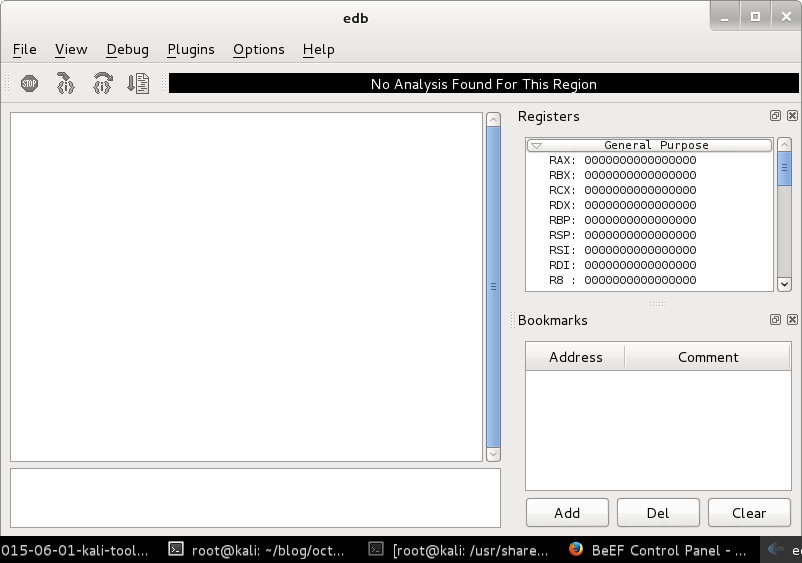 edb
File View Debug Plugins Options Help
STOP
No Analysis Found For This Region
Registers
General Purpose
RAX: 0000000000000000
RBX: 0000000000000000
RCX: 0000000000000000
RDX: 0000000000000000
RBP: 0000000000000000
RSP: 0000000000000000
RSI: 0000000000000000
RDI: 0000000000000000
R8 : 0000000000000000
Bookmarks
Address Comment
Add Del Clear
015-06-01-kali-tool... root@kali: ~/blog/oct... [root@kali: /usr/share... BeEF Control Panel - ...